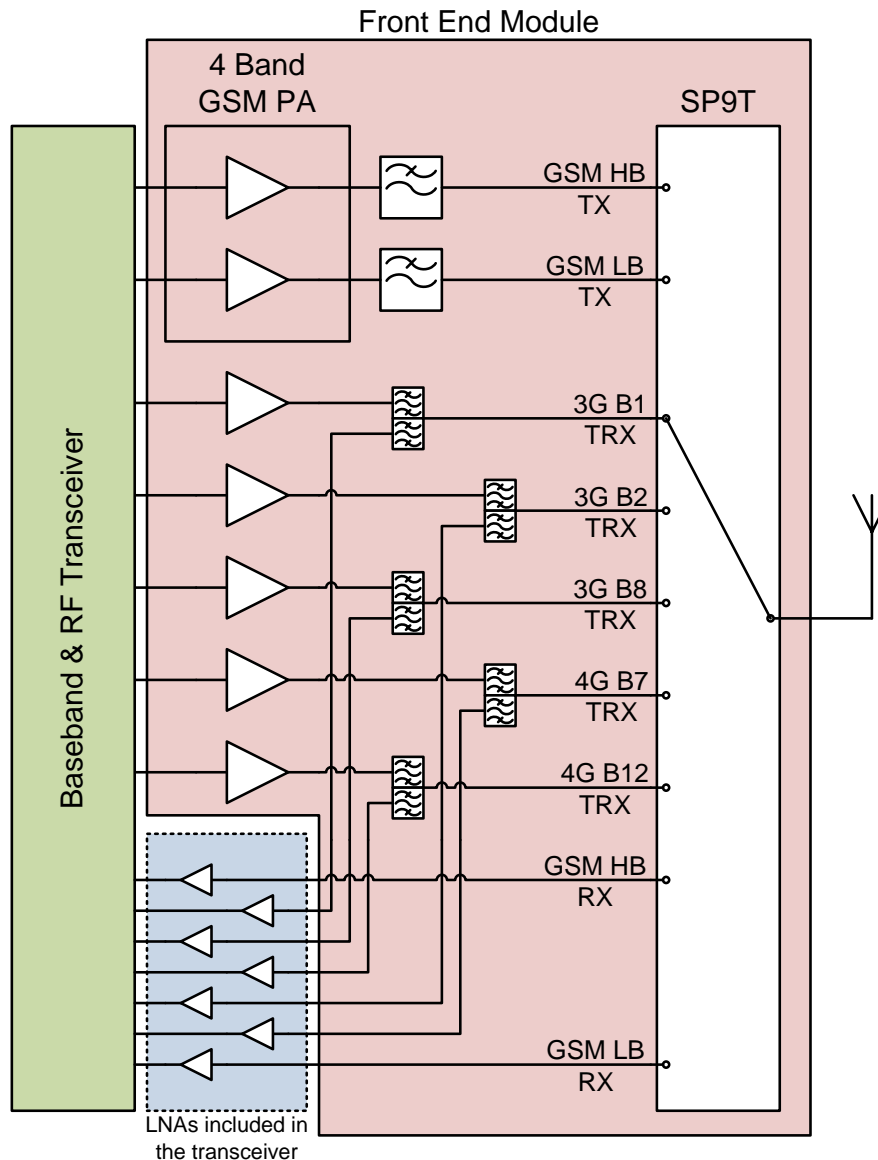 Front End Module
4 Band
GSM PA
SP9T
GSM HB
TX
GSM LB
TX
3G B1
TRX
3G B2
TRX
3G B8
TRX
4G B7
TRX
4G B12
TRX
GSM HB
RX
GSM LB
RX
Baseband & RF Transceiver
LNAs included in
the transceiver